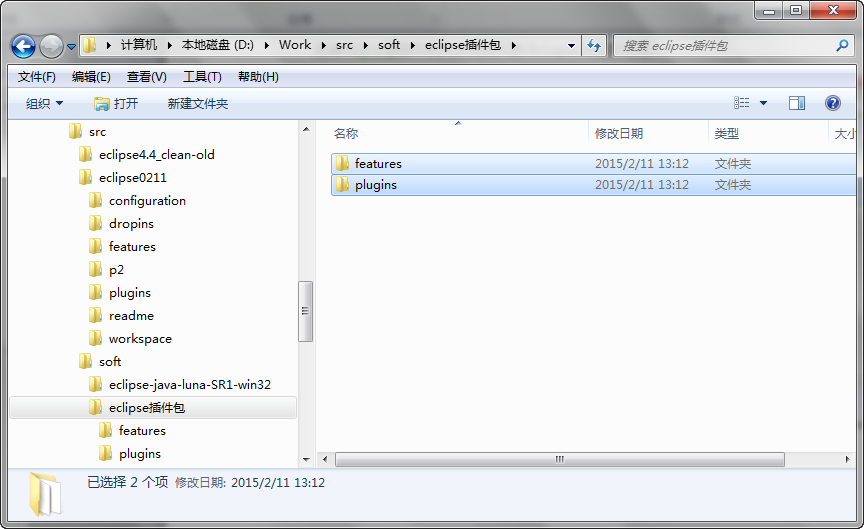 计算机 ▸ 本地磁盘 (D:) ▸ Work ▸ src ▸ soft ▸ eclipse插件包 ▸
搜索 eclipse插件包
文件(F) 编辑(E) 查看(V) 工具(T) 帮助(H)
组织 打开 新建文件夹
src
eclipse4.4_clean-old
eclipse0211
configuration
dropins
features
p2
plugins
readme
workspace
soft
eclipse-java-luna-SR1-win32
eclipse插件包
features
plugins
名称 修改日期 类型 大小
features 2015/2/11 13:12 文件夹
plugins 2015/2/11 13:12 文件夹
已选择 2 个项 修改日期: 2015/2/11 13:12